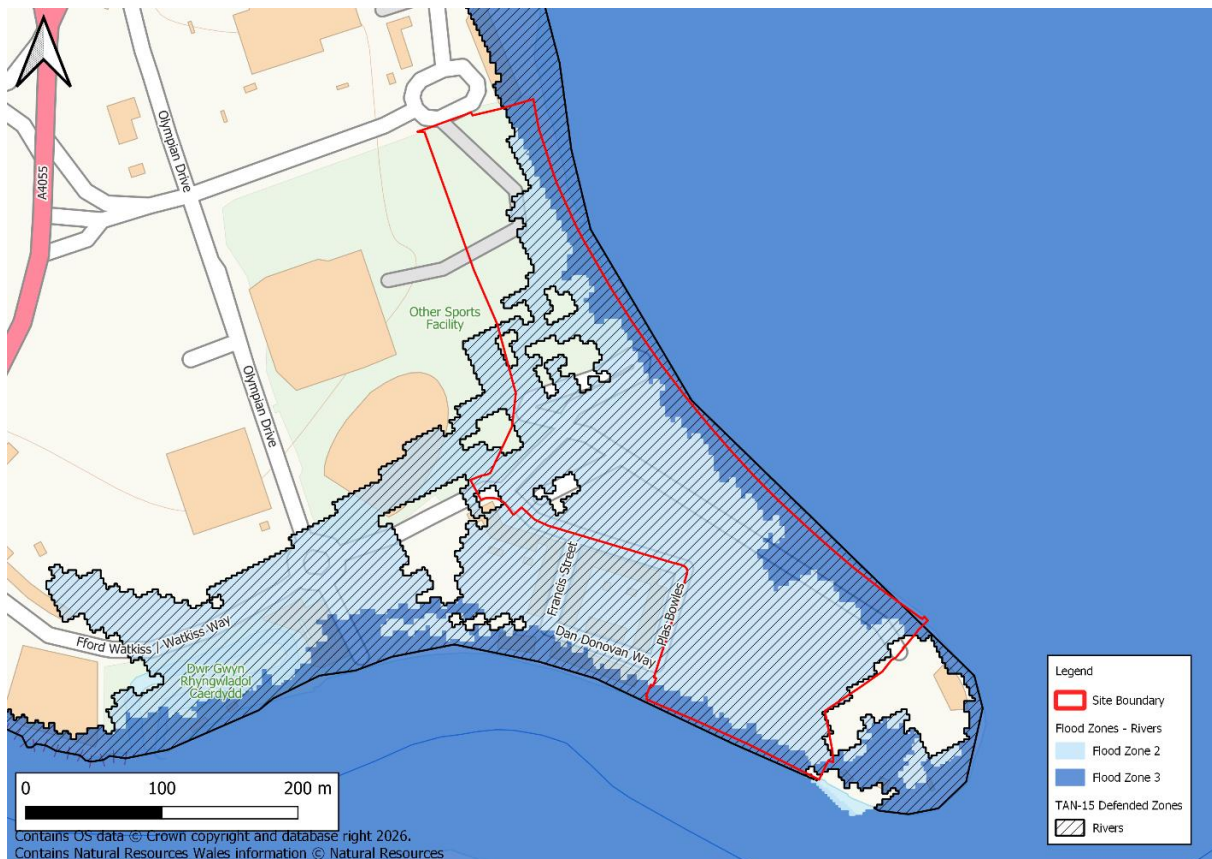 Olympian Drive
A4055
Other Sports
Facility
Olympian Drive
Francis Street
Plas Bowles
Dan Donovan Way
Fford Watkiss / Watkiss Way
Dwr Gwyn
Rhyngwladol
Caerdydd
Legend
Site Boundary
Flood Zones - Rivers
Flood Zone 2
Flood Zone 3
TAN-15 Defended Zones
Rivers
0 100 200 m
Contains OS data © Crown copyright and database right 2026.
Contains Natural Resources Wales information © Natural Resources